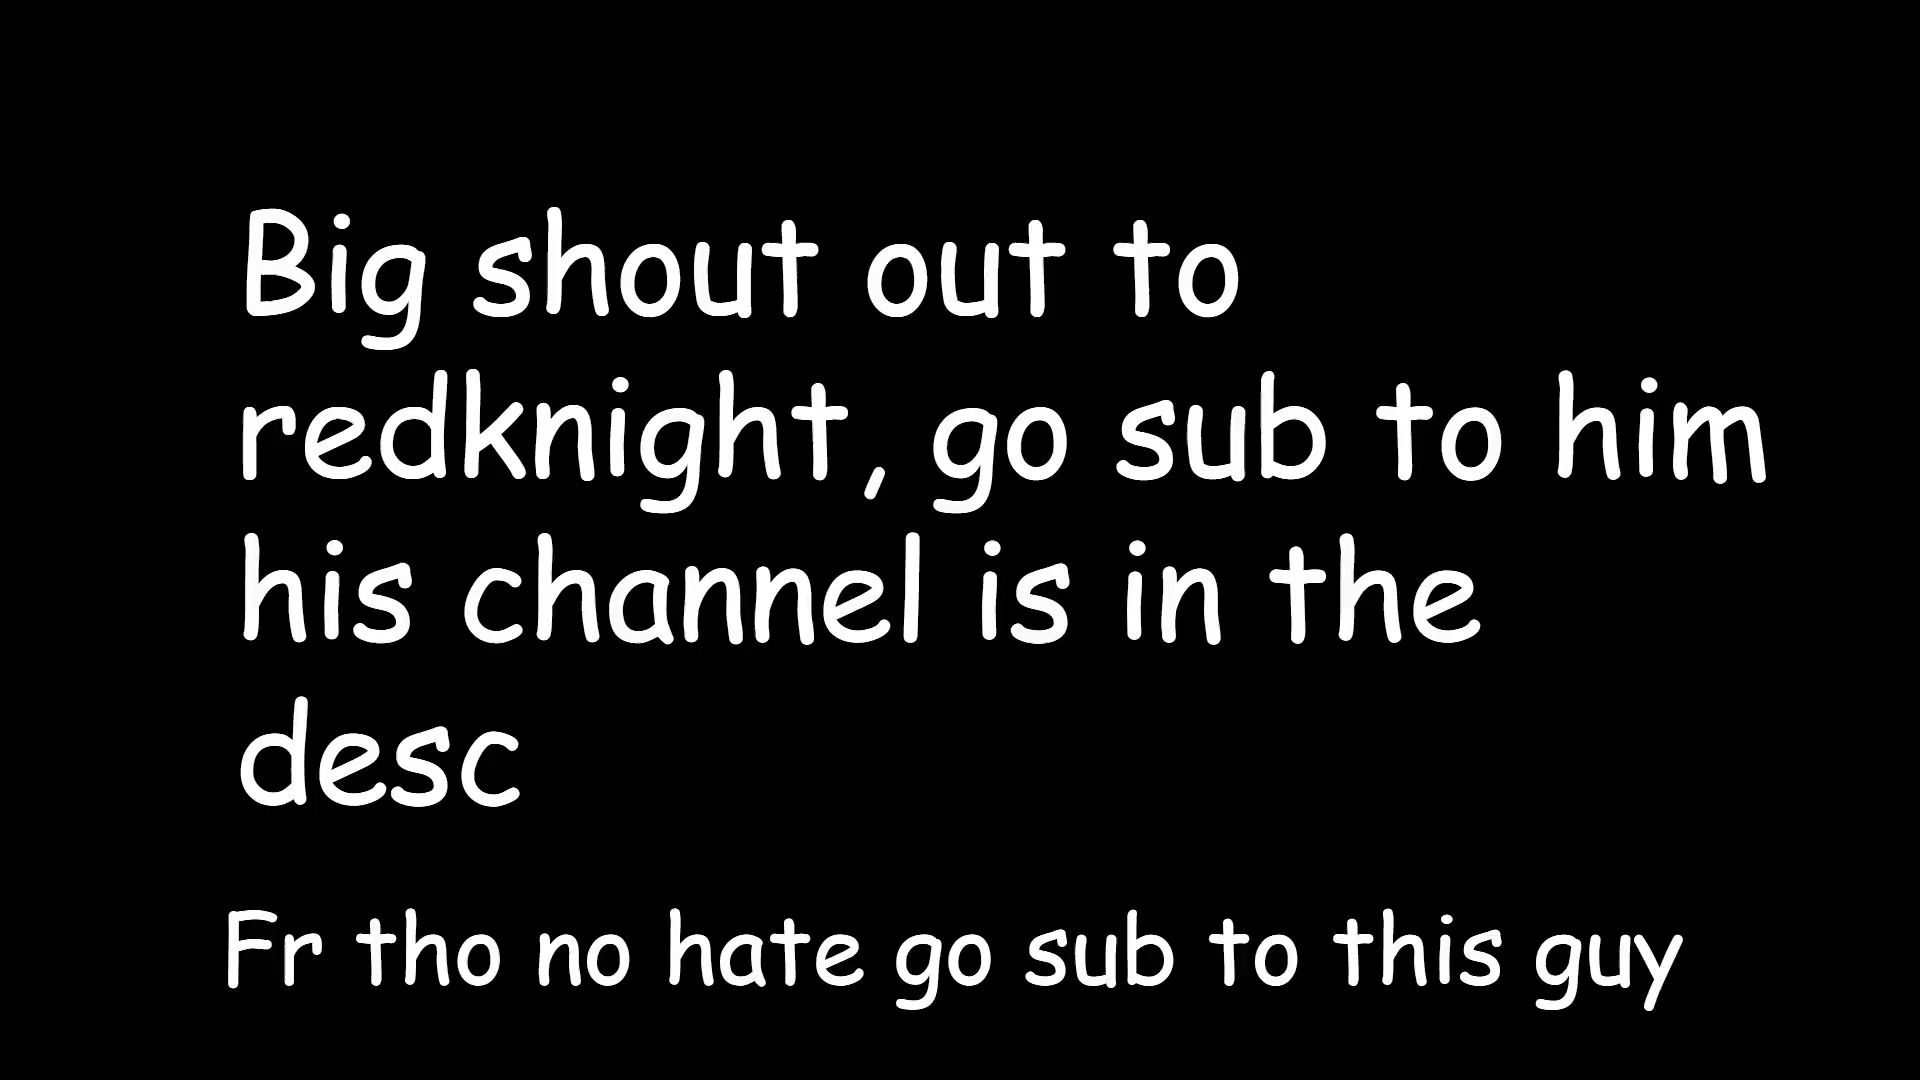 Big shout out to
redknight, go sub to him
his channel is in the
desc
Fr tho no hate go sub to this guy